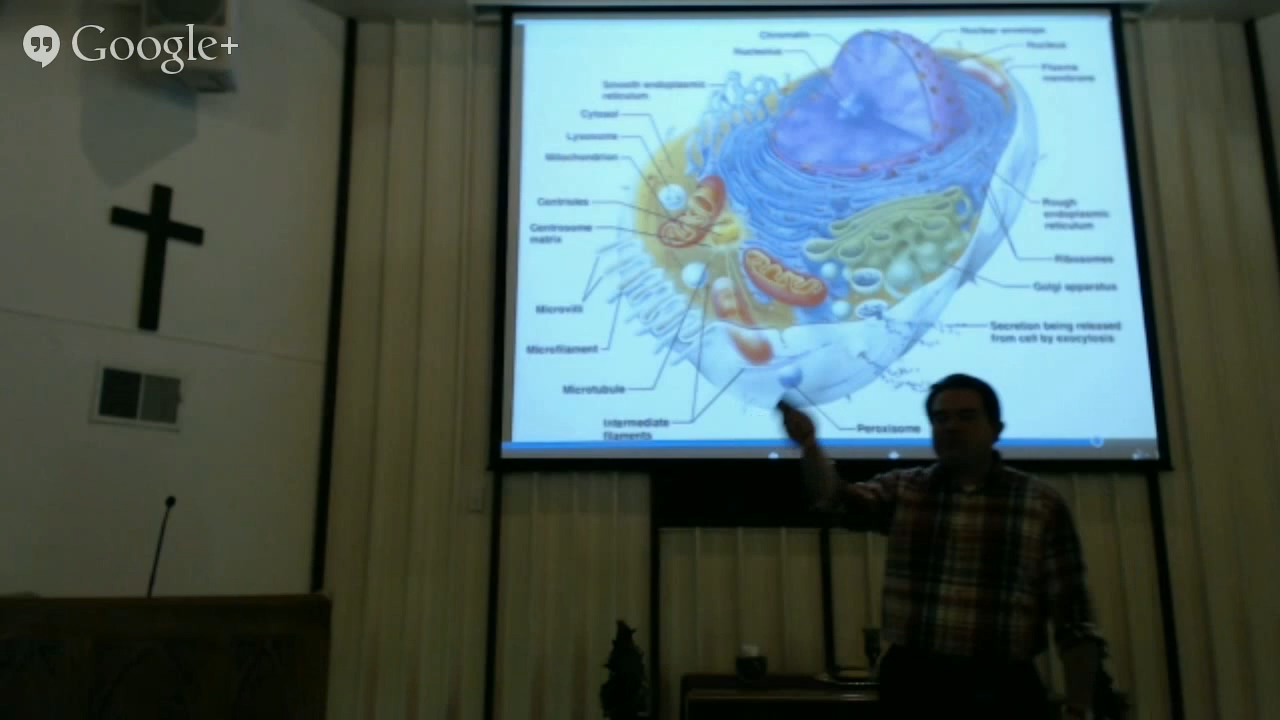 Google+
Chromatin
Nucleolus
Smooth endoplasmic
reticulum
Cytosol
Lysosome
Mitochondrion
Centrioles
Centrosome
matrix
Microvilli
Microfilament
Microtubule
Intermediate
filaments
Nuclear envelope
Nucleus
Plasma
membrane
Rough
endoplasmic
reticulum
Ribosomes
Golgi apparatus
Secretion being released
from cell by exocytosis
Peroxisome